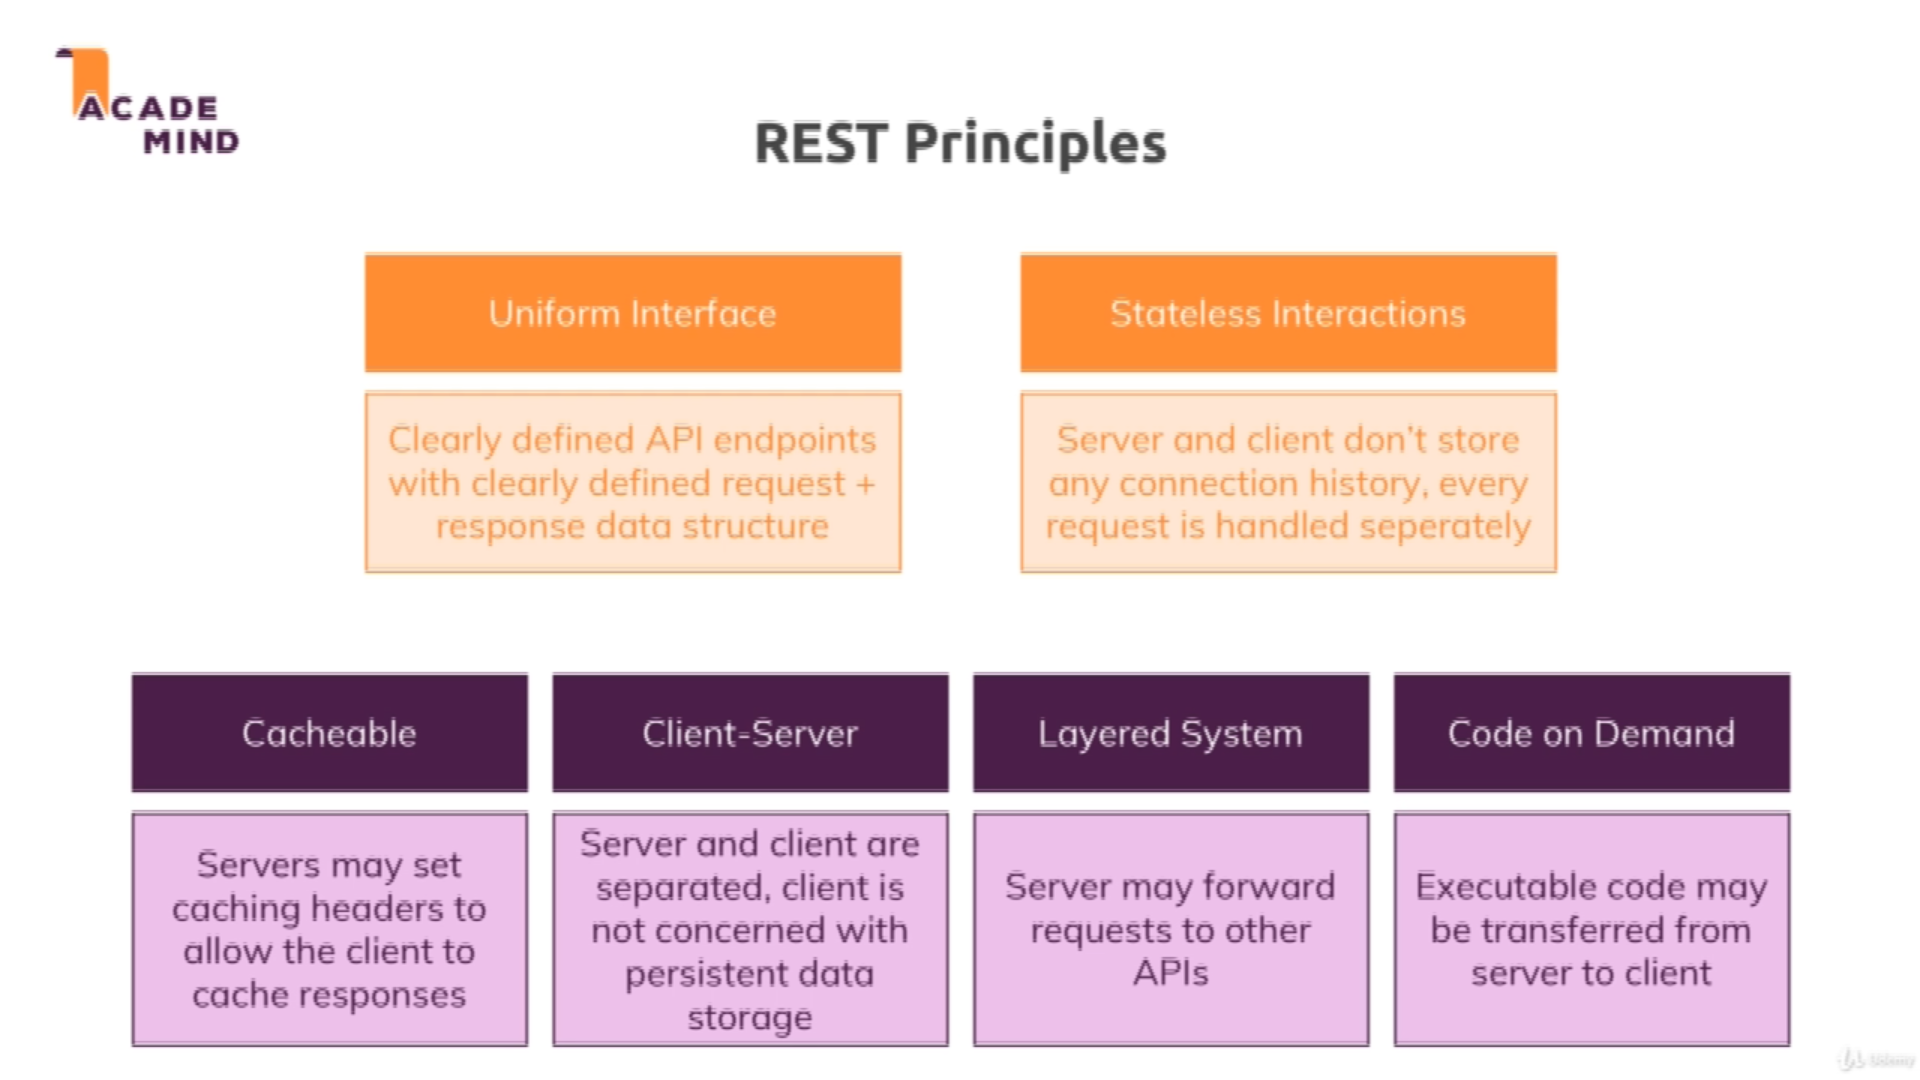 ACADE
MIND
REST Principles
Uniform Interface
Stateless Interactions
Clearly defined API endpoints
with clearly defined request +
response data structure
Server and client don't store
any connection history, every
request is handled seperately
Cacheable
Client-Server
Layered System
Code on Demand
Servers may set
caching headers to
allow the client to
cache responses
Server and client are
separated, client is
not concerned with
persistent data
storage
Server may forward
requests to other
APIs
Executable code may
be transferred from
server to client
Udemy